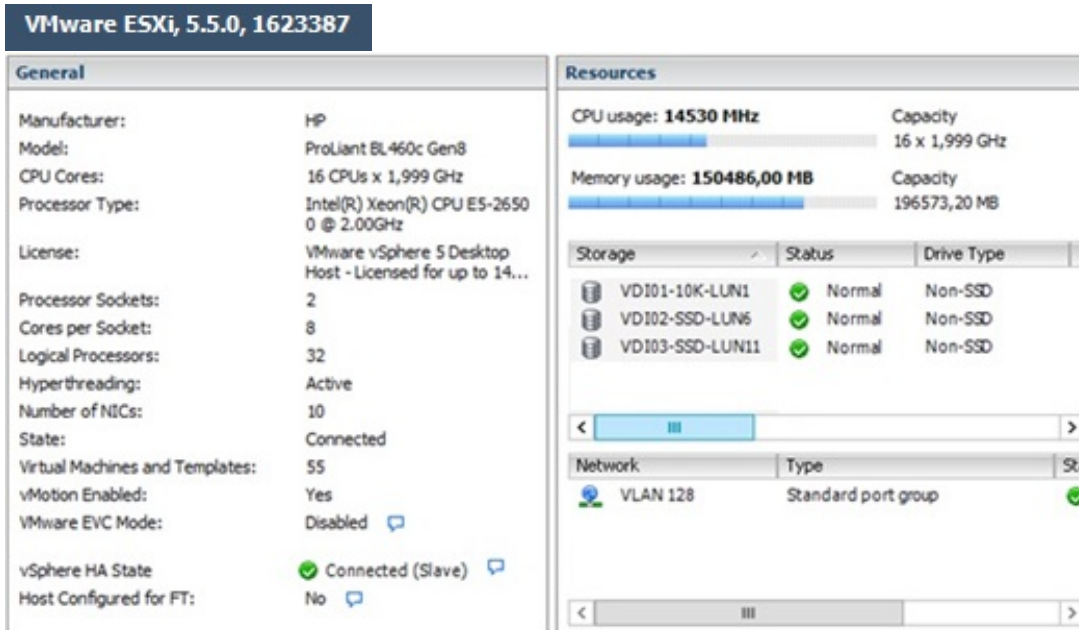 VMware ESXi, 5.5.0, 1623387
General
Manufacturer: HP
Model: ProLiant BL460c Gen8
CPU Cores: 16 CPUs x 1,999 GHz
Processor Type: Intel(R) Xeon(R) CPU E5-2650
0 @ 2.00GHz
License: VMware vSphere 5 Desktop
Host - Licensed for up to 14...
Processor Sockets: 2
Cores per Socket: 8
Logical Processors: 32
Hyperthreading: Active
Number of NICs: 10
State: Connected
Virtual Machines and Templates: 55
vMotion Enabled: Yes
VMware EVC Mode: Disabled
vSphere HA State Connected (Slave)
Host Configured for FT: No
Resources
CPU usage: 14530 MHz Capacity
16 x 1,999 GHz
Memory usage: 150486,00 MB Capacity
196573,20 MB
Storage Status Drive Type
VDI01-10K-LUN1 Normal Non-SSD
VDI02-SSD-LUN6 Normal Non-SSD
VDI03-SSD-LUN11 Normal Non-SSD
Network Type St
VLAN 128 Standard port group